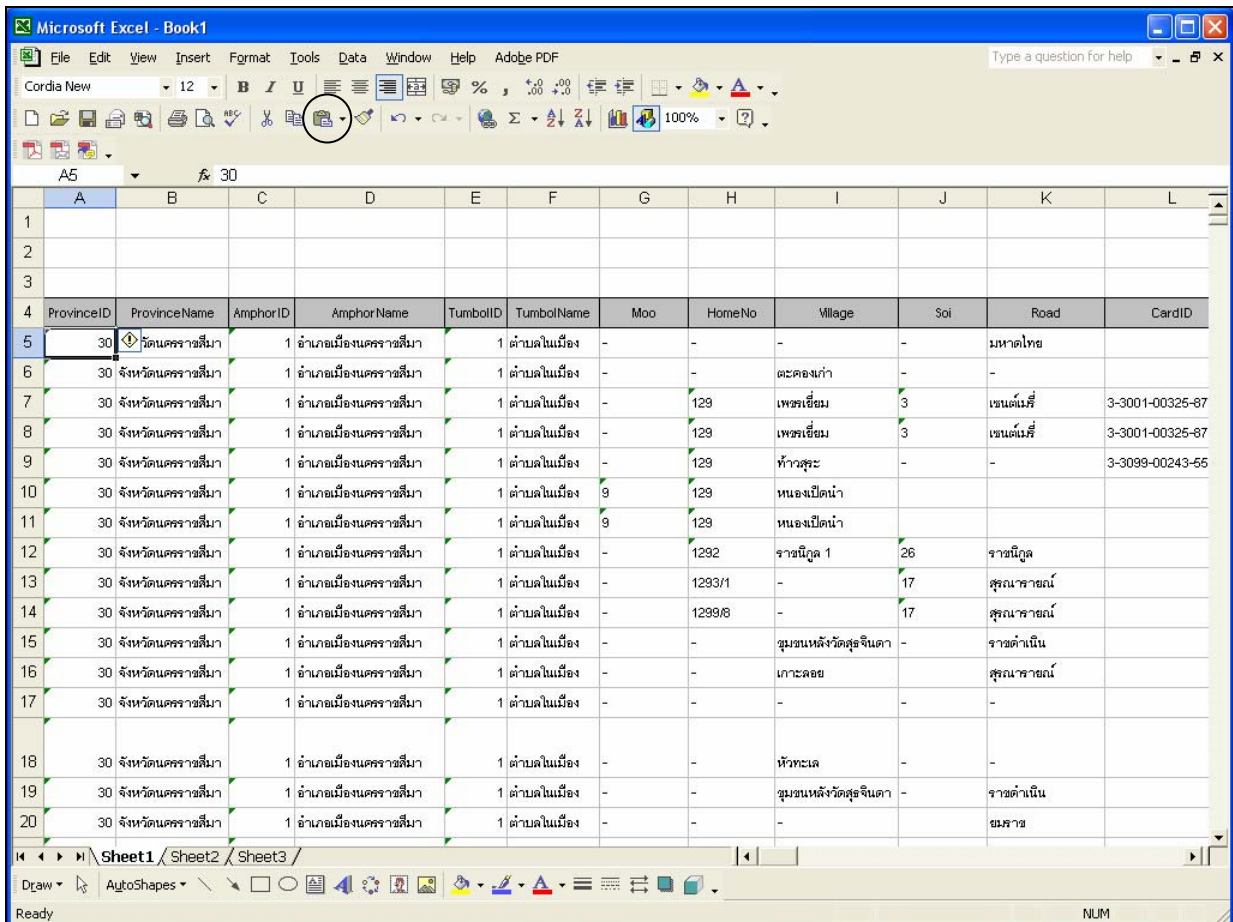 Microsoft Excel - Book1
File Edit View Insert Format Tools Data Window Help Adobe PDF Type a question for help
Cordia New 12 B I U % ,
100%
A5 fx 30
A B C D E F G H I J K L
1
2
3
4 ProvinceID ProvinceName AmphorID AmphorName TumbolID TumbolName Moo HomeNo Village Soi Road CardID
5 30 วัดนครราชสีมา 1 อำเภอเมืองนครราชสีมา 1 ตำบลในเมือง - - - - มหาดไทย
6 30 จังหวัดนครราชสีมา 1 อำเภอเมืองนครราชสีมา 1 ตำบลในเมือง - - ตะคองเก่า - -
7 30 จังหวัดนครราชสีมา 1 อำเภอเมืองนครราชสีมา 1 ตำบลในเมือง - 129 เพชรเยี่ยม 3 เซนต์เมรี่ 3-3001-00325-87
8 30 จังหวัดนครราชสีมา 1 อำเภอเมืองนครราชสีมา 1 ตำบลในเมือง - 129 เพชรเยี่ยม 3 เซนต์เมรี่ 3-3001-00325-87
9 30 จังหวัดนครราชสีมา 1 อำเภอเมืองนครราชสีมา 1 ตำบลในเมือง - 129 ท้าวสุระ - - 3-3099-00243-55
10 30 จังหวัดนครราชสีมา 1 อำเภอเมืองนครราชสีมา 1 ตำบลในเมือง 9 129 หนองเป็ดน้ำ
11 30 จังหวัดนครราชสีมา 1 อำเภอเมืองนครราชสีมา 1 ตำบลในเมือง 9 129 หนองเป็ดน้ำ
12 30 จังหวัดนครราชสีมา 1 อำเภอเมืองนครราชสีมา 1 ตำบลในเมือง - 1292 ราชนิกูล 1 26 ราชนิกูล
13 30 จังหวัดนครราชสีมา 1 อำเภอเมืองนครราชสีมา 1 ตำบลในเมือง - 1293/1 - 17 สุรณารายณ์
14 30 จังหวัดนครราชสีมา 1 อำเภอเมืองนครราชสีมา 1 ตำบลในเมือง - 1299/8 - 17 สุรณารายณ์
15 30 จังหวัดนครราชสีมา 1 อำเภอเมืองนครราชสีมา 1 ตำบลในเมือง - - ชุมชนหลังวัดสุธจินดา - ราชดำเนิน
16 30 จังหวัดนครราชสีมา 1 อำเภอเมืองนครราชสีมา 1 ตำบลในเมือง - - เกาะลอย - สุรณารายณ์
17 30 จังหวัดนครราชสีมา 1 อำเภอเมืองนครราชสีมา 1 ตำบลในเมือง - - - - -
18 30 จังหวัดนครราชสีมา 1 อำเภอเมืองนครราชสีมา 1 ตำบลในเมือง - - หัวทะเล - -
19 30 จังหวัดนครราชสีมา 1 อำเภอเมืองนครราชสีมา 1 ตำบลในเมือง - - ชุมชนหลังวัดสุธจินดา - ราชดำเนิน
20 30 จังหวัดนครราชสีมา 1 อำเภอเมืองนครราชสีมา 1 ตำบลในเมือง - - - ยมราช
Sheet1 Sheet2 Sheet3
Draw AutoShapes
Ready NUM